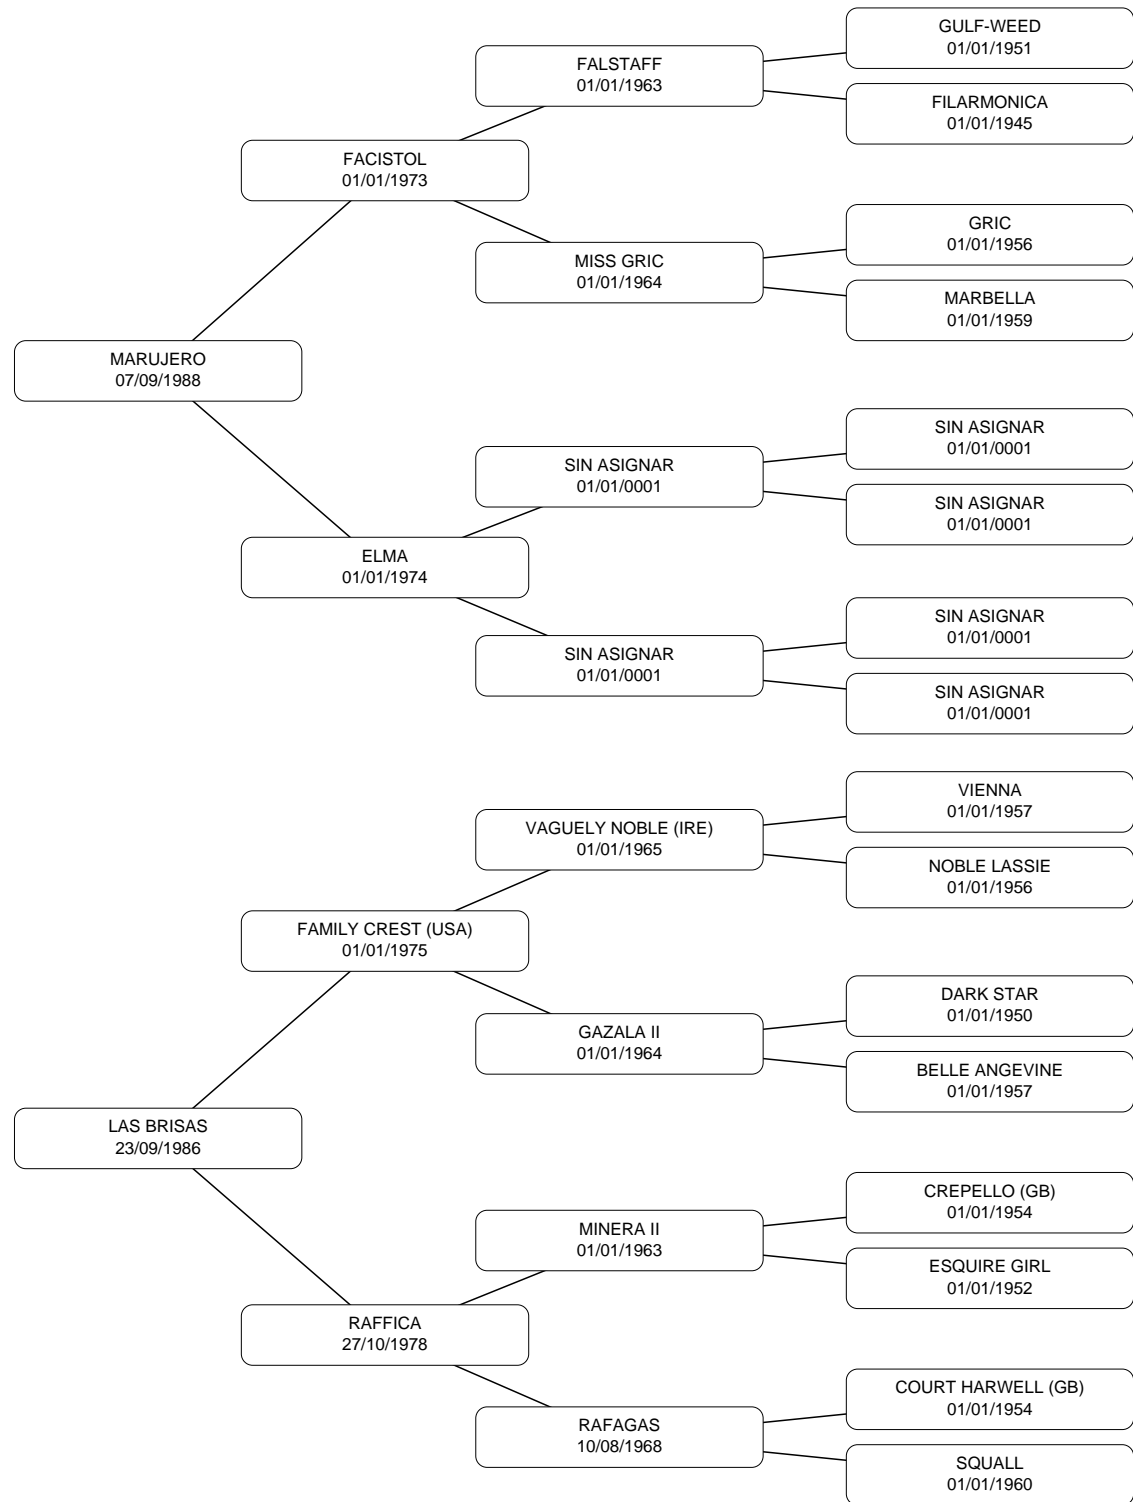 GULF-WEED
01/01/1951
FALSTAFF
01/01/1963
FILARMONICA
01/01/1945
FACISTOL
01/01/1973
GRIC
01/01/1956
MISS GRIC
01/01/1964
MARBELLA
01/01/1959
MARUJERO
07/09/1988
SIN ASIGNAR
01/01/0001
SIN ASIGNAR
01/01/0001
SIN ASIGNAR
01/01/0001
ELMA
01/01/1974
SIN ASIGNAR
01/01/0001
SIN ASIGNAR
01/01/0001
SIN ASIGNAR
01/01/0001
VIENNA
01/01/1957
VAGUELY NOBLE (IRE)
01/01/1965
NOBLE LASSIE
01/01/1956
FAMILY CREST (USA)
01/01/1975
DARK STAR
01/01/1950
GAZALA II
01/01/1964
BELLE ANGEVINE
01/01/1957
LAS BRISAS
23/09/1986
CREPELLO (GB)
01/01/1954
MINERA II
01/01/1963
ESQUIRE GIRL
01/01/1952
RAFFICA
27/10/1978
COURT HARWELL (GB)
01/01/1954
RAFAGAS
10/08/1968
SQUALL
01/01/1960